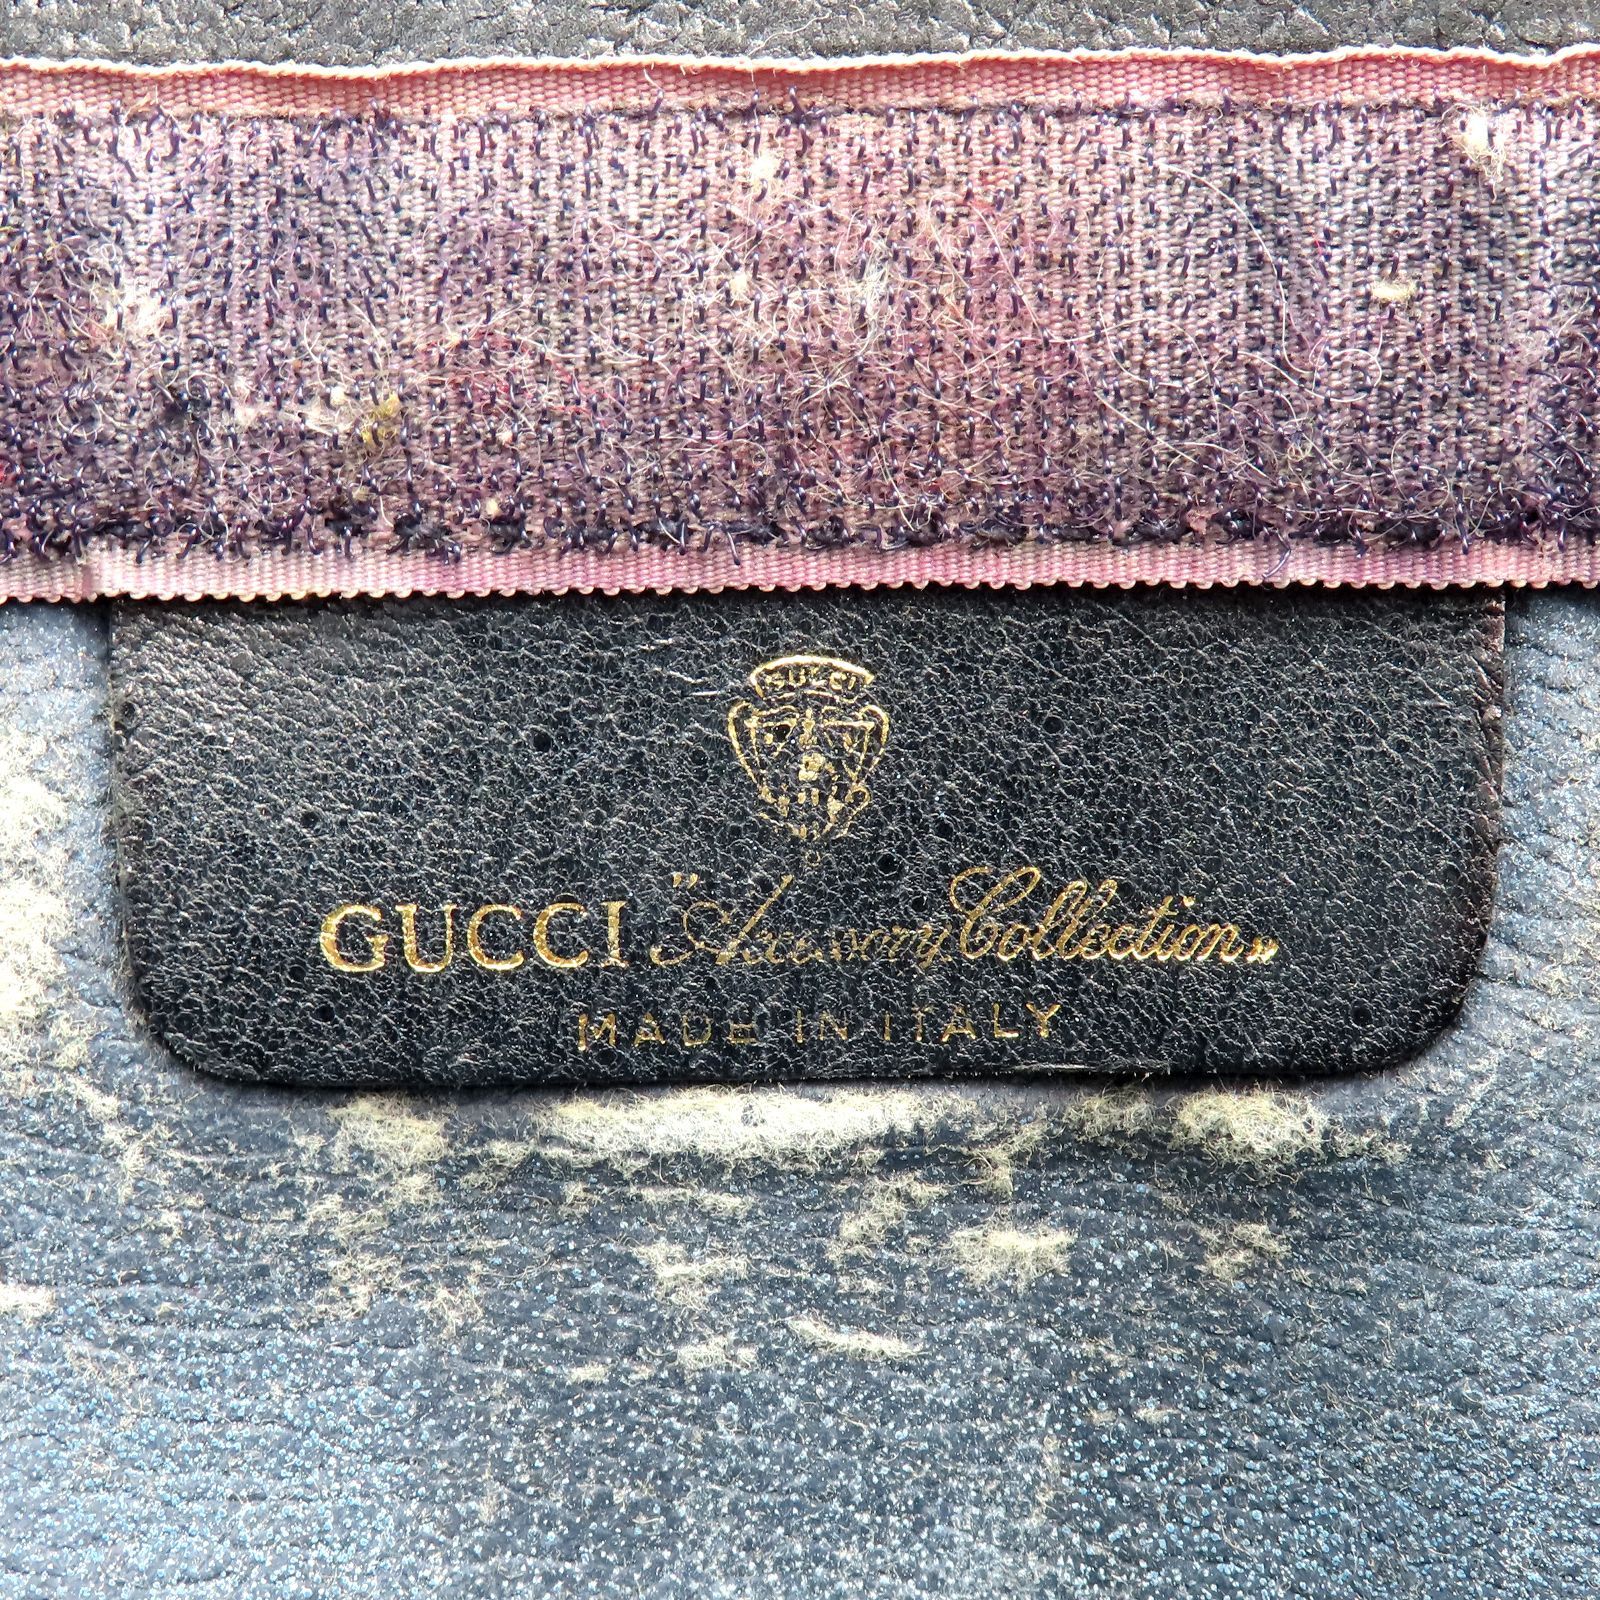 GUCCI
GUCCI "Accessory Collection"
MADE IN ITALY